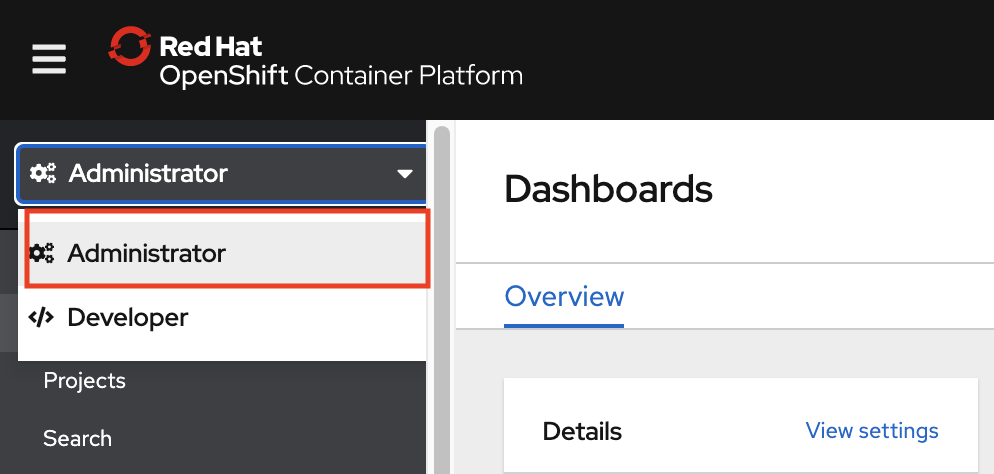 Red Hat
OpenShift Container Platform
Administrator
Administrator
Developer
Projects
Search
Dashboards
Overview
Details
View settings